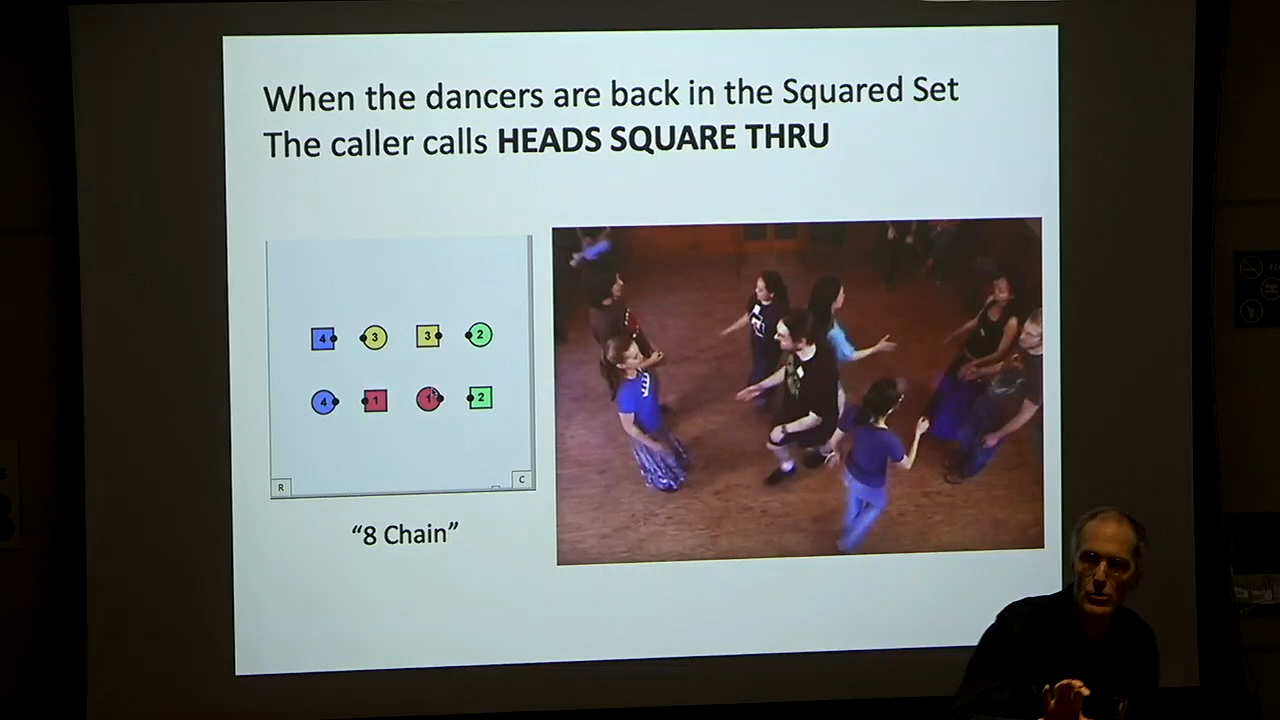 When the dancers are back in the Squared Set
The caller calls HEADS SQUARE THRU
4 3 3 2
4 1 1 2
R C
“8 Chain”